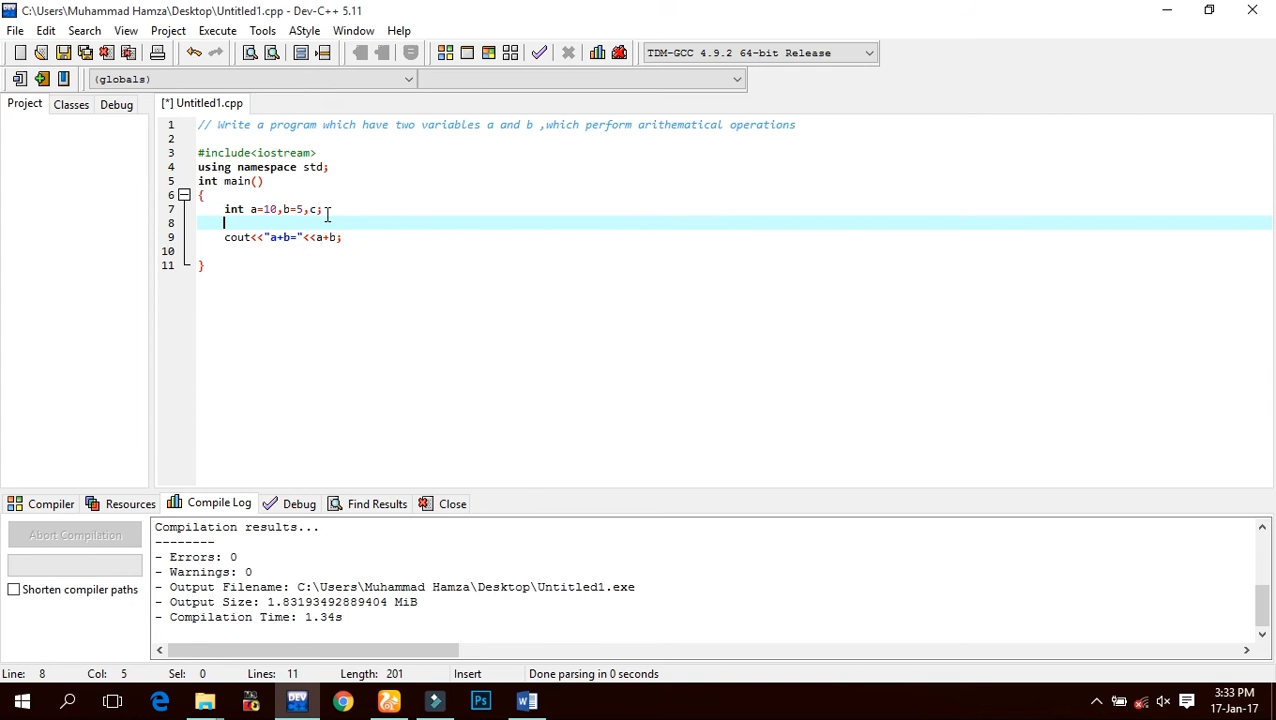 C:\Users\Muhammad Hamza\Desktop\Untitled1.cpp - Dev-C++ 5.11
File Edit Search View Project Execute Tools AStyle Window Help
TDM-GCC 4.9.2 64-bit Release
(globals)
Project Classes Debug [*] Untitled1.cpp
1 // Write a program which have two variables a and b ,which perform arithematical operations
2
3 #include<iostream>
4 using namespace std;
5 int main()
6 {
7 int a=10,b=5,c;
8
9 cout<<"a+b="<<a+b;
10
11 }
Compiler Resources Compile Log Debug Find Results Close
Abort Compilation
Shorten compiler paths
Compilation results...
--------
- Errors: 0
- Warnings: 0
- Output Filename: C:\Users\Muhammad Hamza\Desktop\Untitled1.exe
- Output Size: 1.83193492889404 MiB
- Compilation Time: 1.34s
Line: 8 Col: 5 Sel: 0 Lines: 11 Length: 201 Insert Done parsing in 0 seconds
DEV Ps W 3:33 PM
17-Jan-17